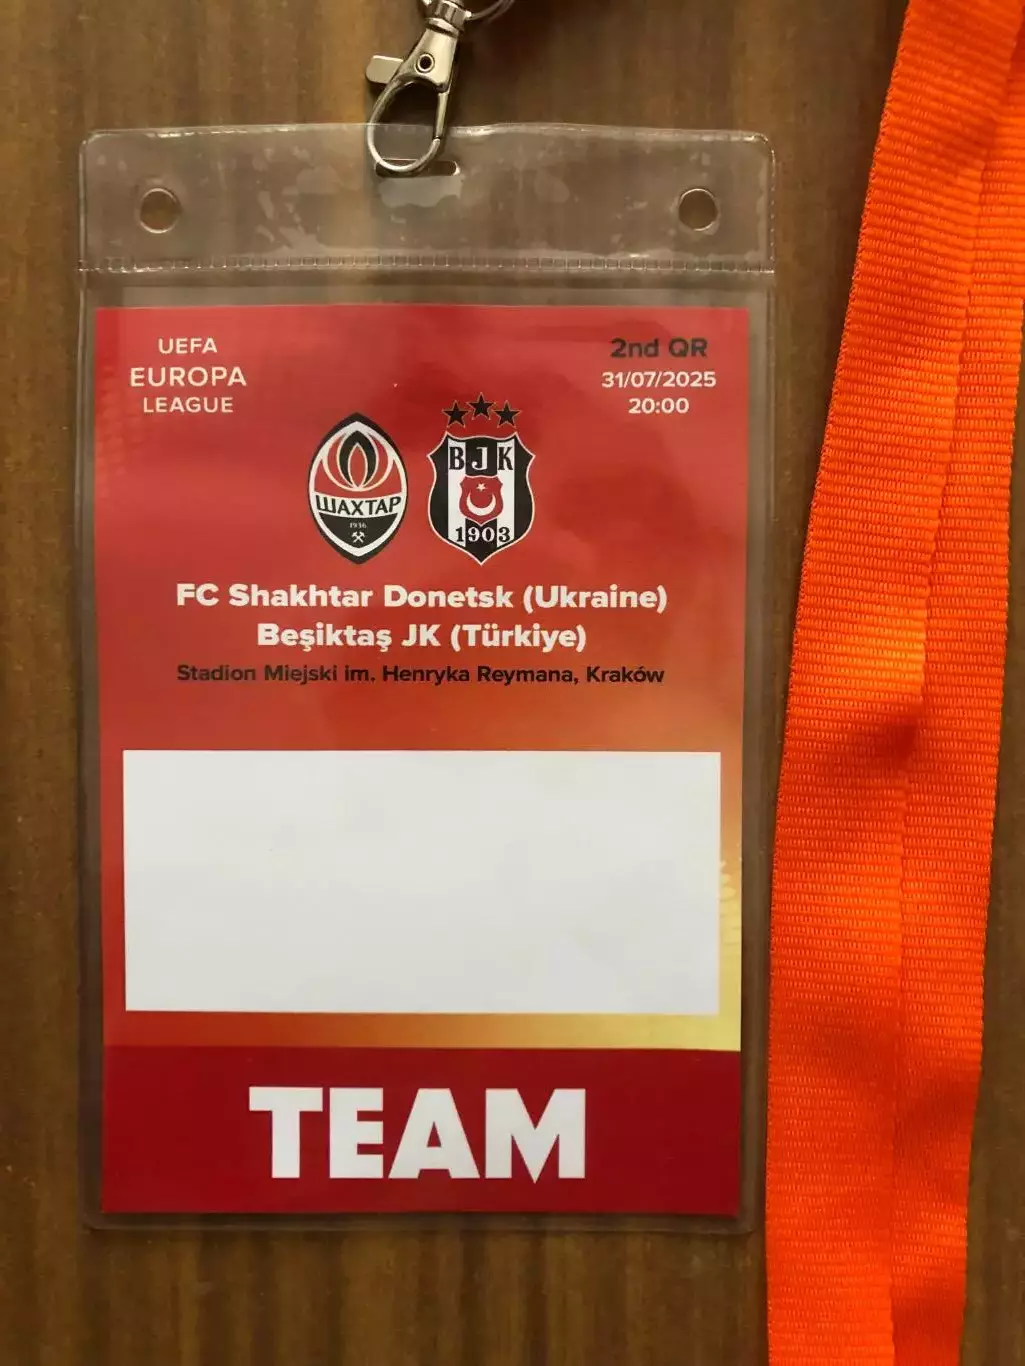 UEFA
EUROPA
LEAGUE
2nd QR
31/07/2025
20:00
ШАХТАР
1936
BJK
1903
FC Shakhtar Donetsk (Ukraine)
Beşiktaş JK (Türkiye)
Stadion Miejski im. Henryka Reymana, Kraków
TEAM